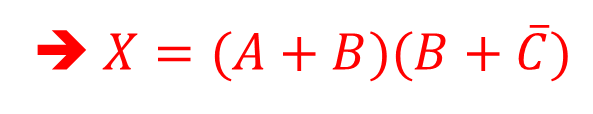 ➔ X = (A + B)(B + C̄)